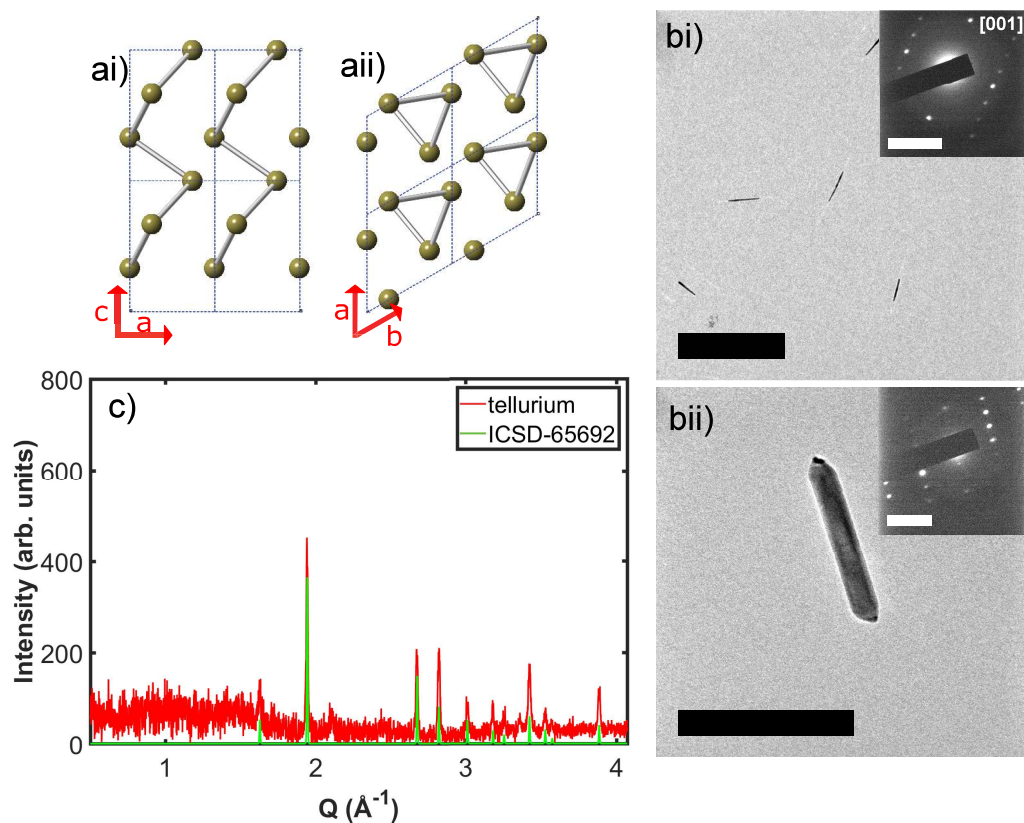 ai)
aii)
c
a
a
b
bi)
[001]
bii)
c)
tellurium
ICSD-65692
800
600
400
200
0
Intensity (arb. units)
1
2
3
4
Q (Å⁻¹)